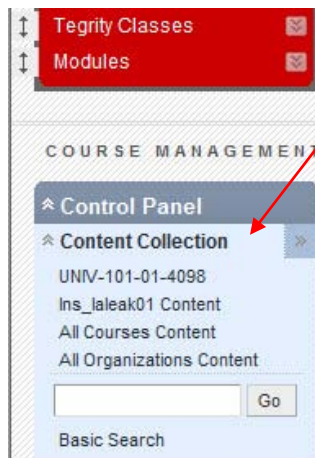 Tegrity Classes
Modules
COURSE MANAGEMENT
Control Panel
Content Collection
UNIV-101-01-4098
Ins_laleak01 Content
All Courses Content
All Organizations Content
Go
Basic Search